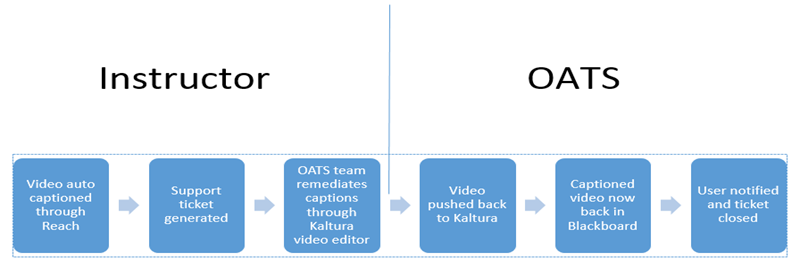 Instructor
OATS
Video auto
captioned
through
Reach
Support
ticket
generated
OATS team
remediates
captions
through
Kaltura
video editor
Video
pushed back
to Kaltura
Captioned
video now
back in
Blackboard
User notified
and ticket
closed